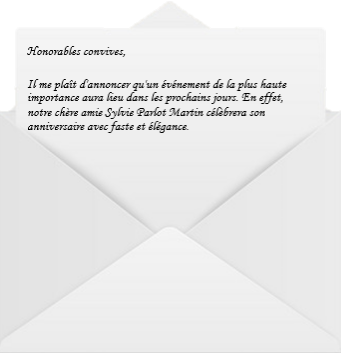 Honorables convives,
Il me plaît d'annoncer qu'un événement de la plus haute
importance aura lieu dans les prochains jours. En effet,
notre chère amie Sylvie Parlot Martin célèbrera son
anniversaire avec faste et élégance.